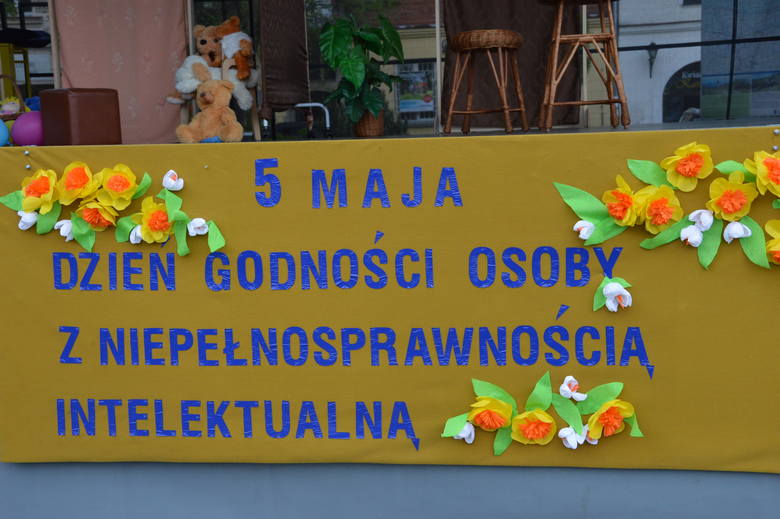 5 MAJA
DZIEŃ GODNOŚCI OSOBY
Z NIEPEŁNOSPRAWNOŚCIĄ
INTELEKTUALNĄ